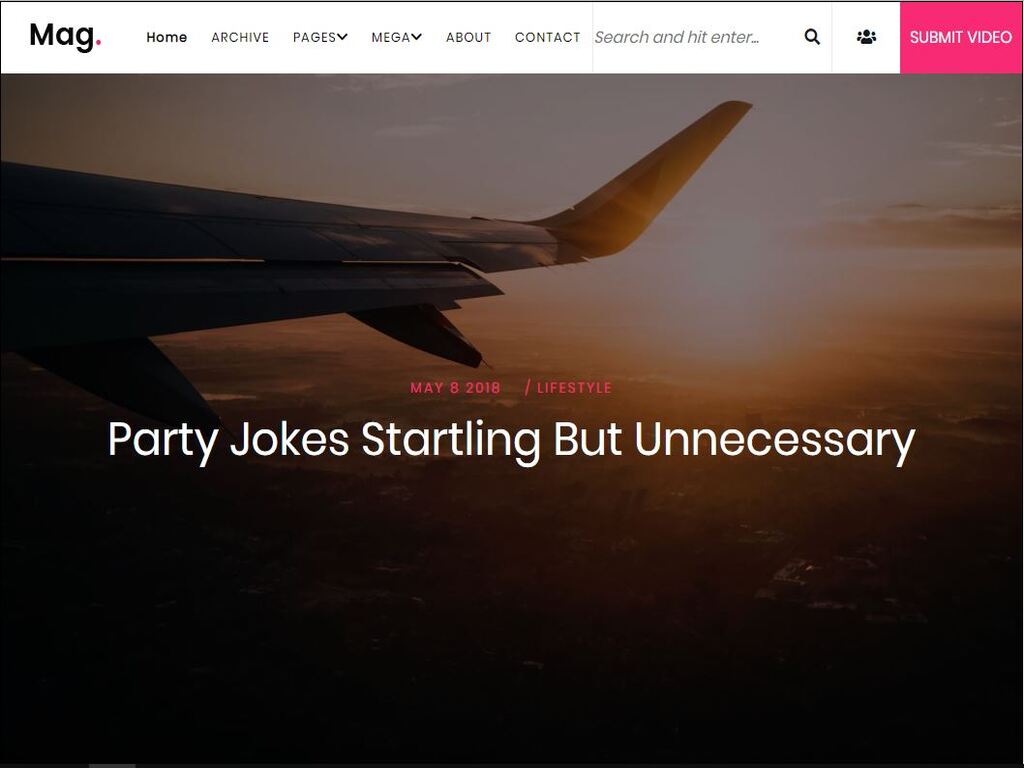 Mag.
Home ARCHIVE PAGES MEGA ABOUT CONTACT Search and hit enter... SUBMIT VIDEO
MAY 8 2018 / LIFESTYLE
Party Jokes Startling But Unnecessary